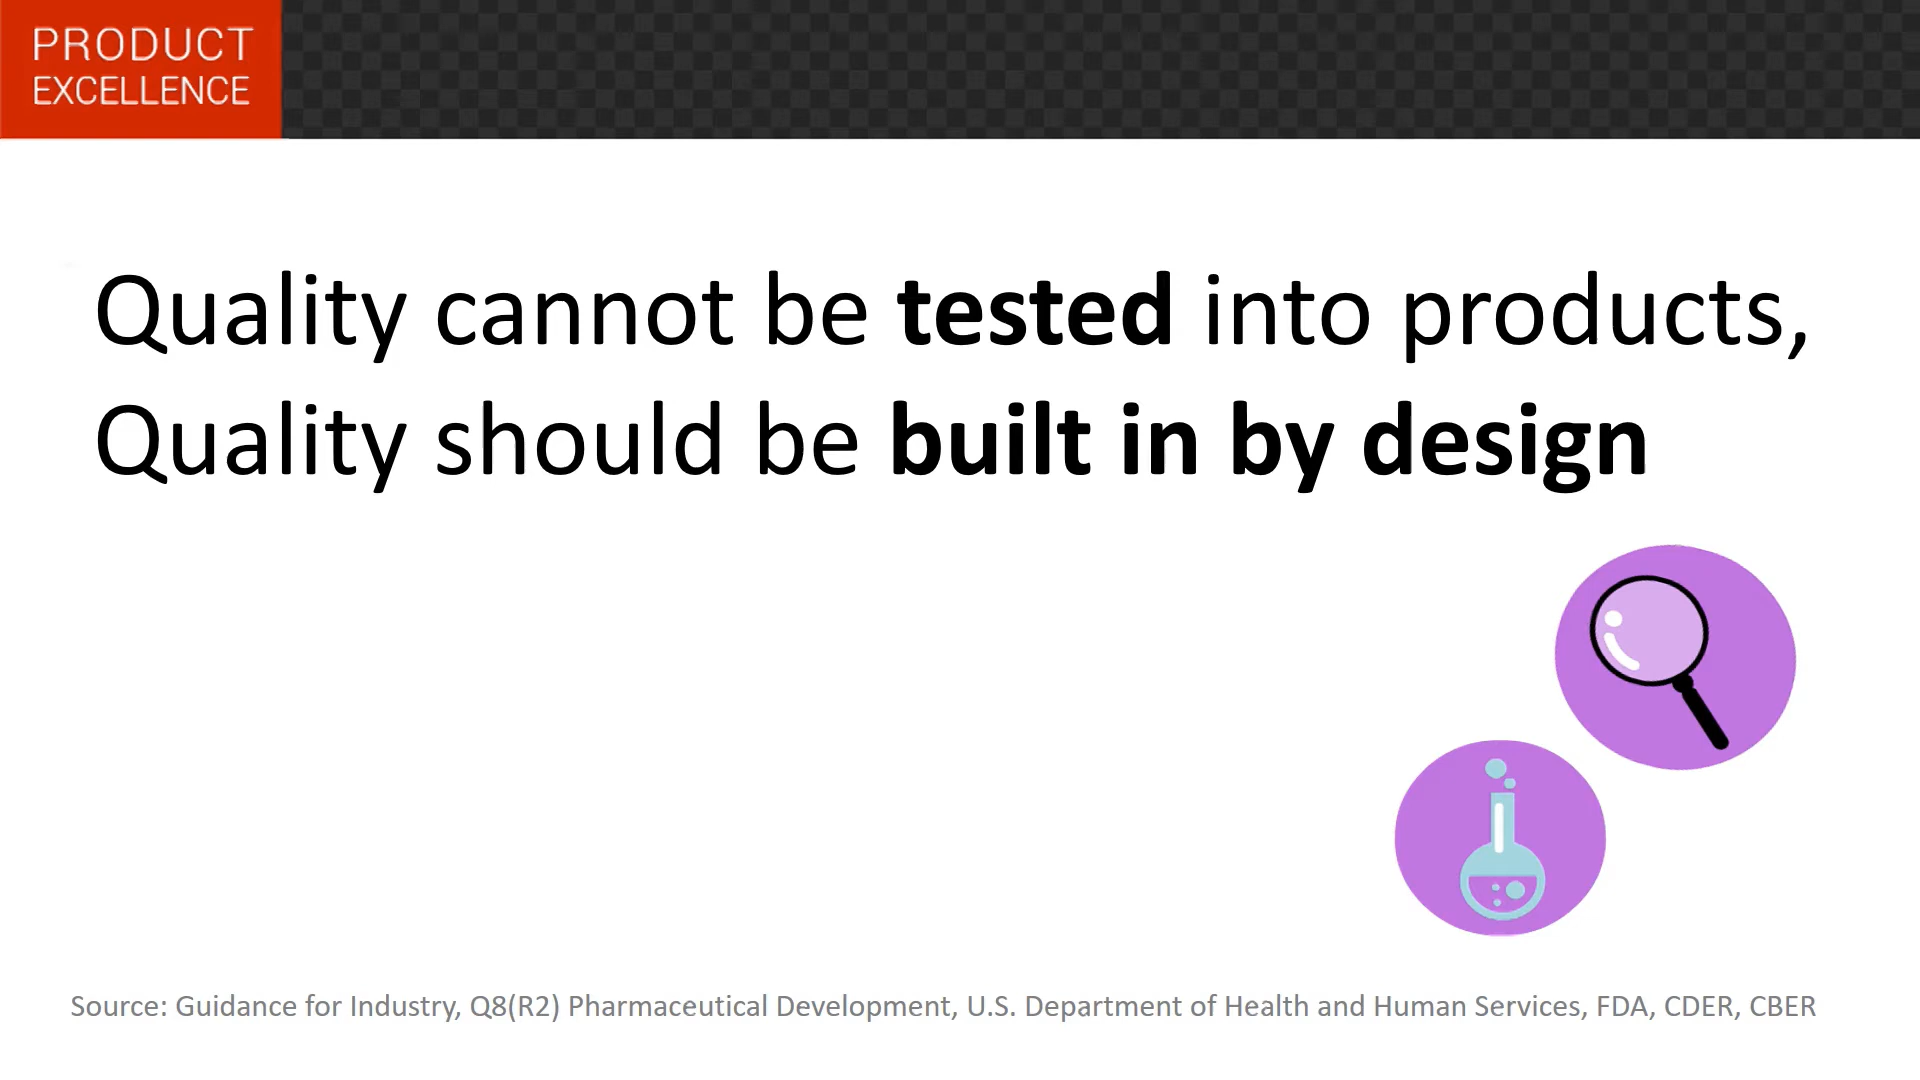 PRODUCT
EXCELLENCE
Quality cannot be tested into products,
Quality should be built in by design
Source: Guidance for Industry, Q8(R2) Pharmaceutical Development, U.S. Department of Health and Human Services, FDA, CDER, CBER